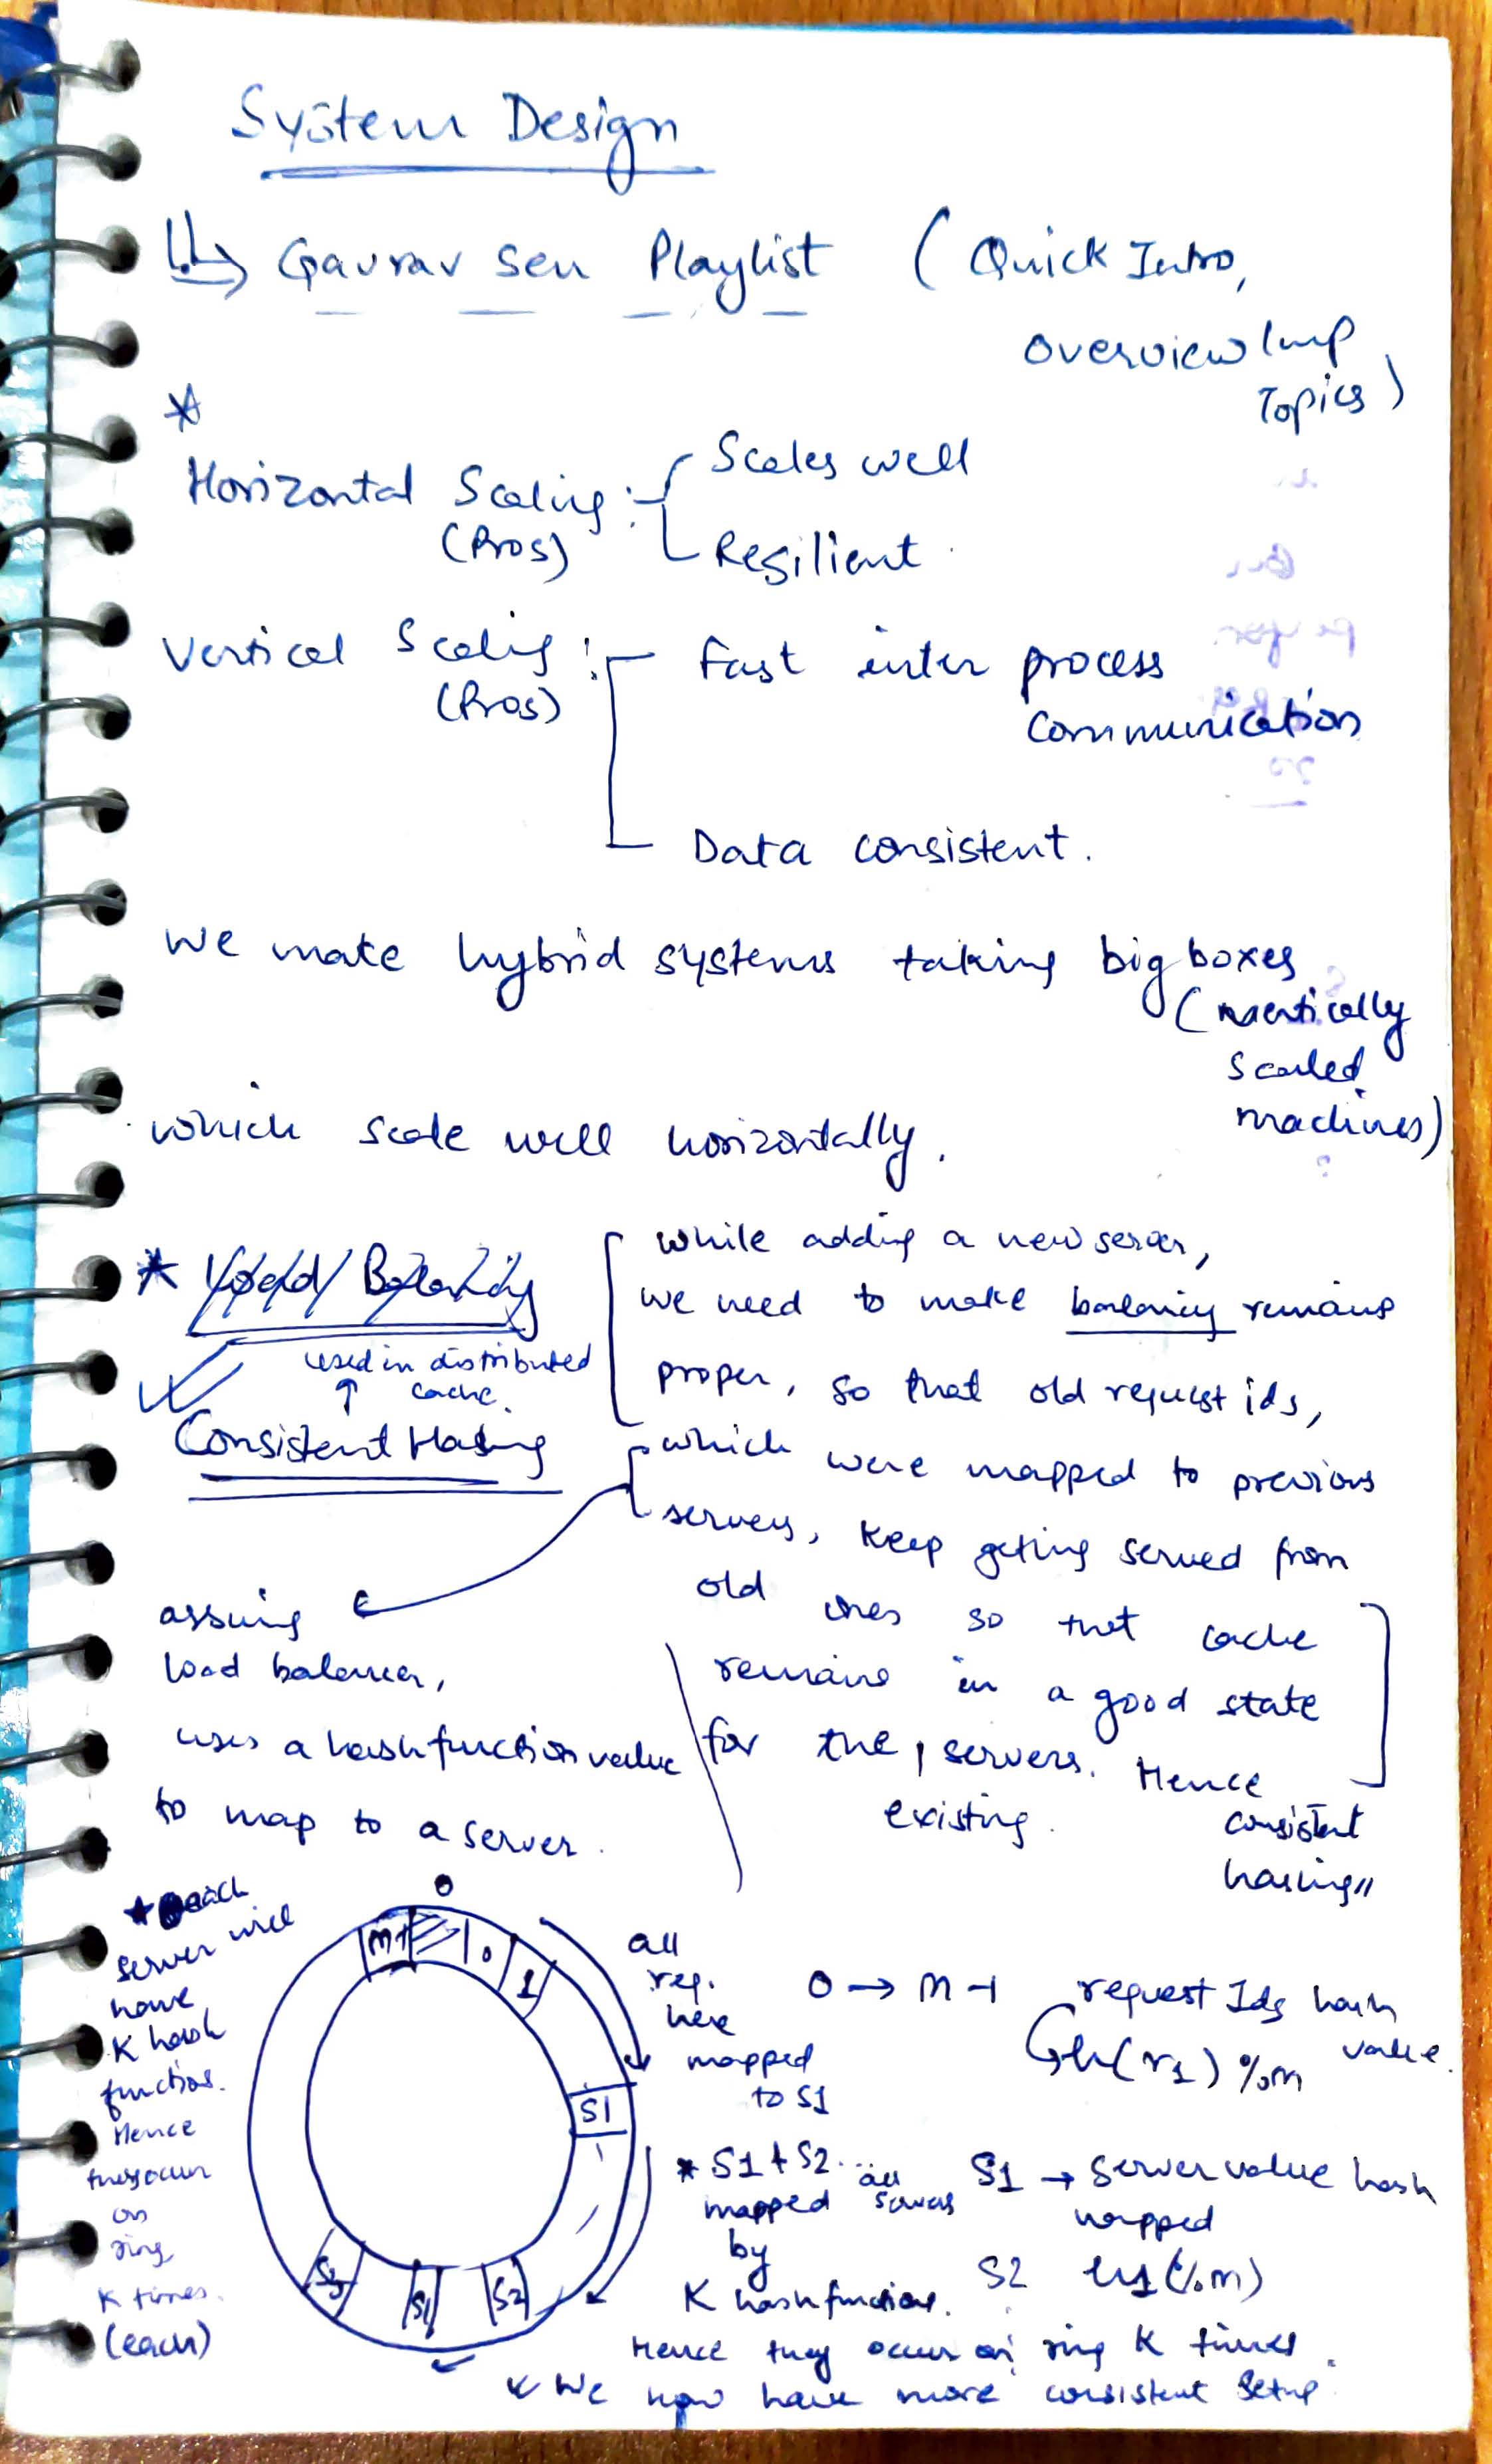 System Design
Gaurav Sen Playlist (Quick Intro,
Overview Imp
Topics)
Horizontal Scaling :
(Pros)
Scales well
Resilient
Vertical Scaling :
(Pros)
Fast inter process
communication
Data consistent.
We make hybrid systems taking big boxes
(vertically
scaled
machines)
which scale well horizontally.
* Load Balancing
used in distributed
cache.
Consistent Hashing
while adding a new server,
we need to make balancing remains
proper, so that old request ids,
which were mapped to previous
servers, keep geting served from
old ones so that cache
remains in a good state
for the existing servers. Hence
consistent
hashing
assuing
load balancer,
uses a hash function value
to map to a server.
* each
server will
have
K hash
functions.
Hence
they occur
on
ring
K times.
(each)
0
M-1
0
1
S1
S2
S1
S3
all
req.
here
mapped
to S1
0 → M-1 request Ids hash
value.
h(r1) %m
* S1 + S2... all
servers
mapped
by
K hash functions.
S1 → Server value hash
mapped
S2 h1(%m)
Hence they occur on ring K times.
We now have more consistent Setup.